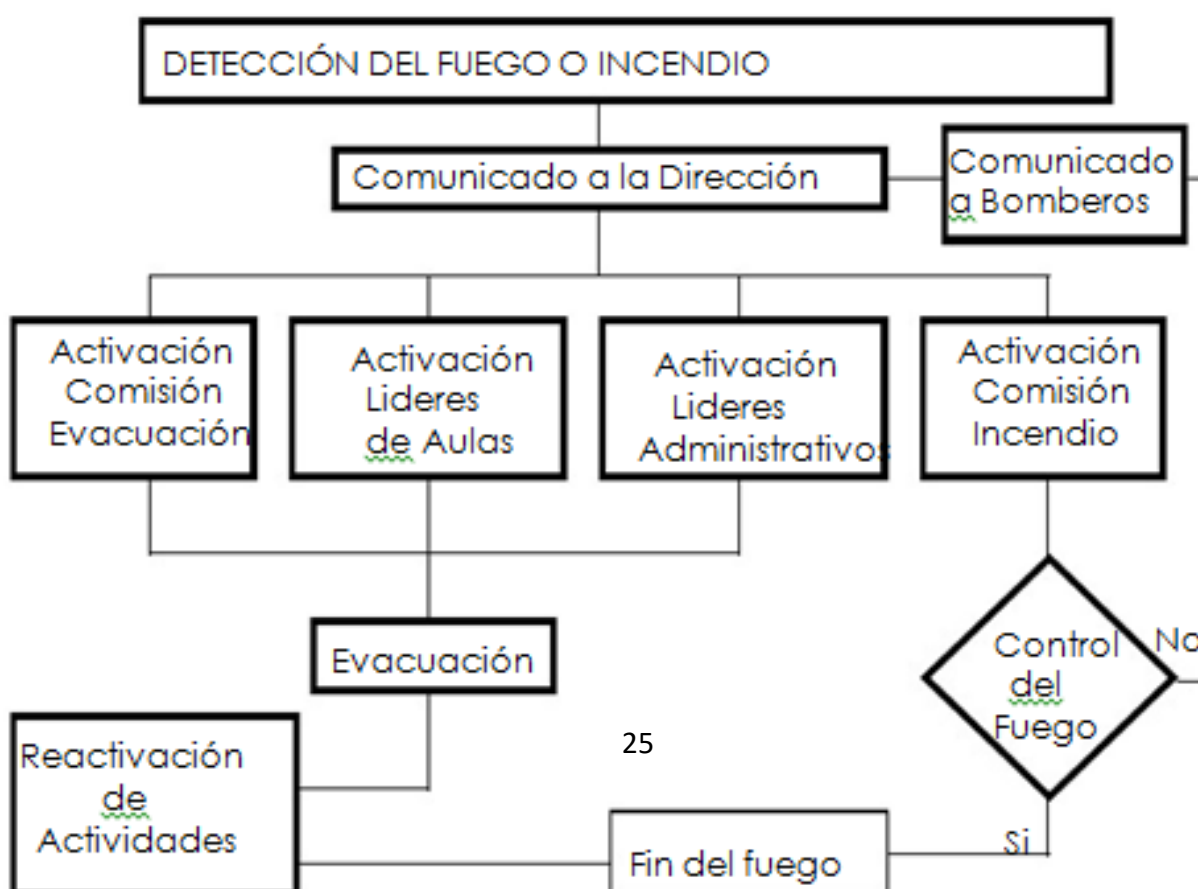 DETECCIÓN DEL FUEGO O INCENDIO
Comunicado a la Dirección
Comunicado
a Bomberos
Activación
Comisión
Evacuación
Activación
Lideres
de Aulas
Activación
Lideres
Administrativos
Activación
Comisión
Incendio
Control
del
Fuego
No
Evacuación
25
Reactivación
de
Actividades
Si
Fin del fuego